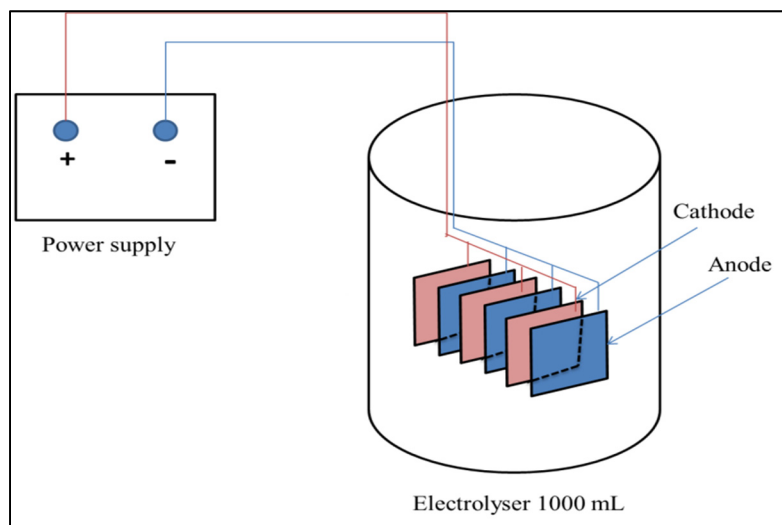 +
-
Power supply
Cathode
Anode
Electrolyser 1000 mL